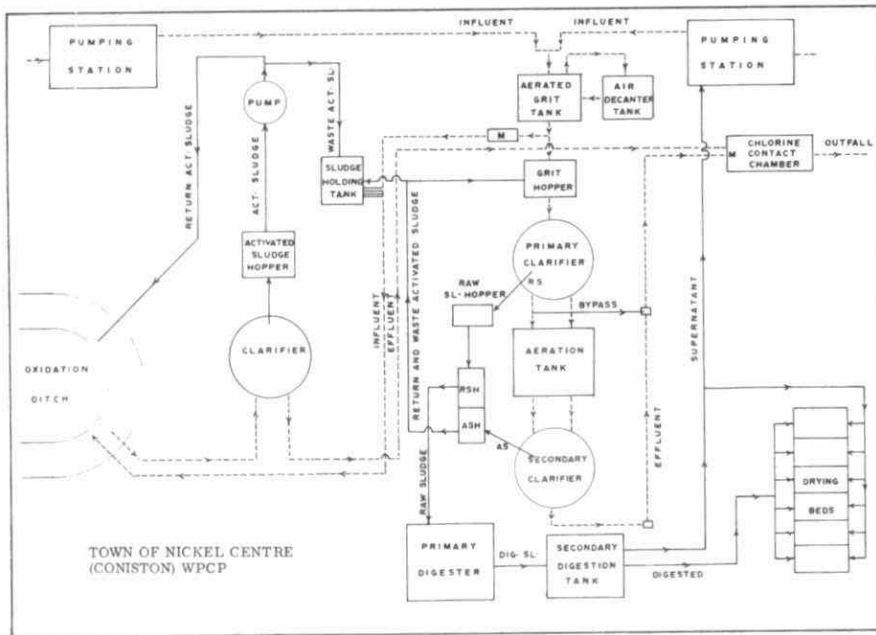 INFLUENT
INFLUENT
PUMPING
STATION
PUMPING
STATION
PUMP
AERATED
GRIT
TANK
AIR
DECANTER
TANK
RETURN ACT. SLUDGE
ACT. SLUDGE
WASTE ACT. SL.
M
M
CHLORINE
CONTACT
CHAMBER
OUTFALL
SLUDGE
HOLDING
TANK
GRIT
HOPPER
ACTIVATED
SLUDGE
HOPPER
PRIMARY
CLARIFIER
RS
RAW
SL. HOPPER
BYPASS
INFLUENT
EFFLUENT
RETURN AND WASTE ACTIVATED SLUDGE
SUPERNATANT
OXIDATION
DITCH
CLARIFIER
AERATION
TANK
RSH
ASH
AS
SECONDARY
CLARIFIER
EFFLUENT
RAW SLUDGE
DRYING
BEDS
TOWN OF NICKEL CENTRE
(CONISTON) WPCP
PRIMARY
DIGESTER
DIG. SL.
SECONDARY
DIGESTION
TANK
DIGESTED